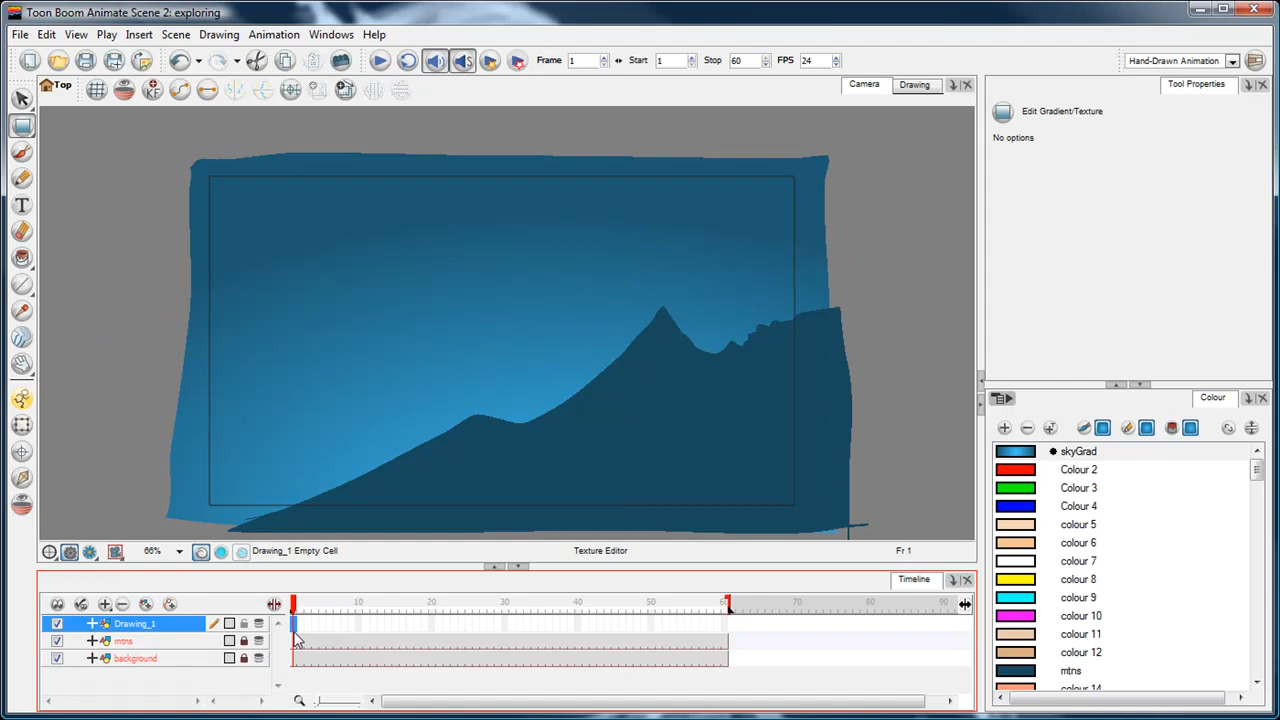 Toon Boom Animate Scene 2: exploring
File Edit View Play Insert Scene Drawing Animation Windows Help
Frame 1 Start 1 Stop 60 FPS 24 Hand-Drawn Animation
Top Camera Drawing Tool Properties
Edit Gradient/Texture
No options
T
Colour
skyGrad
Colour 2
Colour 3
Colour 4
colour 5
colour 6
colour 7
colour 8
colour 9
colour 10
colour 11
colour 12
mtns
colour 14
66% Drawing_1 Empty Cell Texture Editor Fr 1
Timeline
10 20 30 40 50 60 70 80 90
Drawing_1
mtns
background